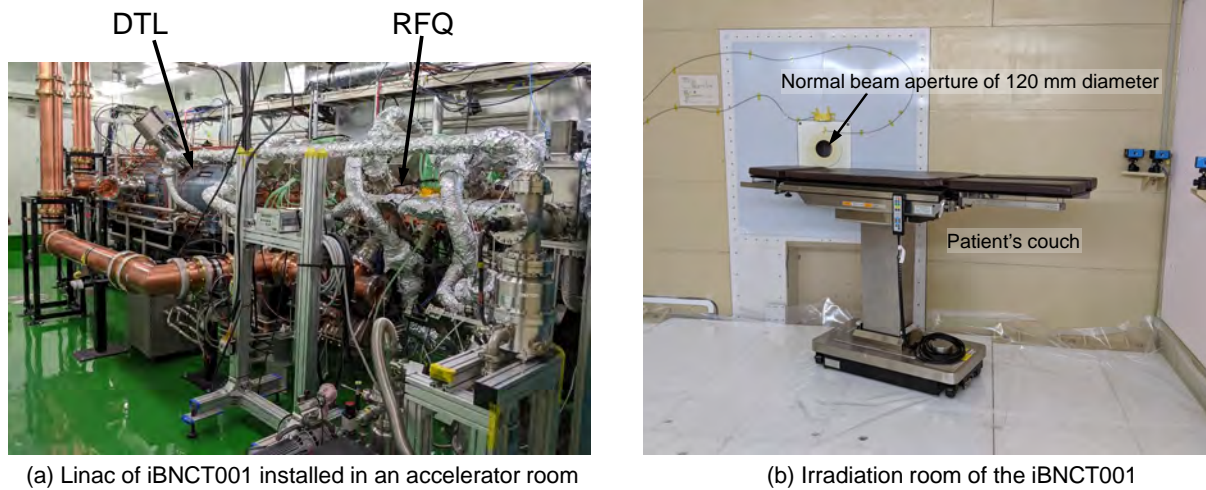 DTL
RFQ
Normal beam aperture of 120 mm diameter
Patient's couch
(a) Linac of iBNCT001 installed in an accelerator room
(b) Irradiation room of the iBNCT001